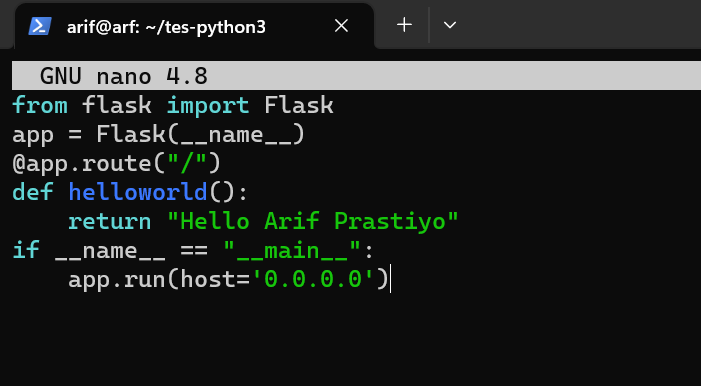 arif@arf: ~/tes-python3
GNU nano 4.8
from flask import Flask
app = Flask(__name__)
@app.route("/")
def helloworld():
    return "Hello Arif Prastiyo"
if __name__ == "__main__":
    app.run(host='0.0.0.0')